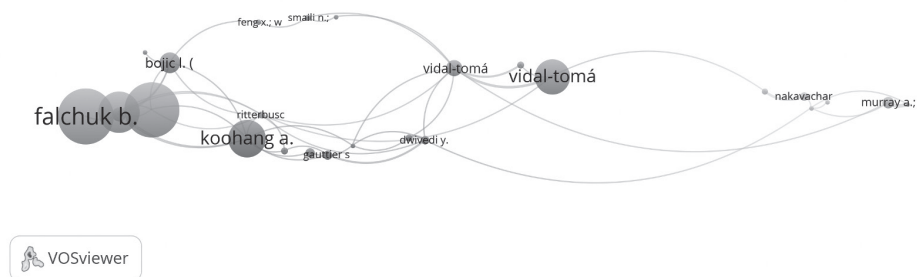 smaili n.;
feng x.; w
bojic l. (
vidal-tomá
vidal-tomá
nakavachar
murray a.;
falchuk b.
ritterbusc
koohang a.
dwivedi y.
gauttier s
VOSviewer